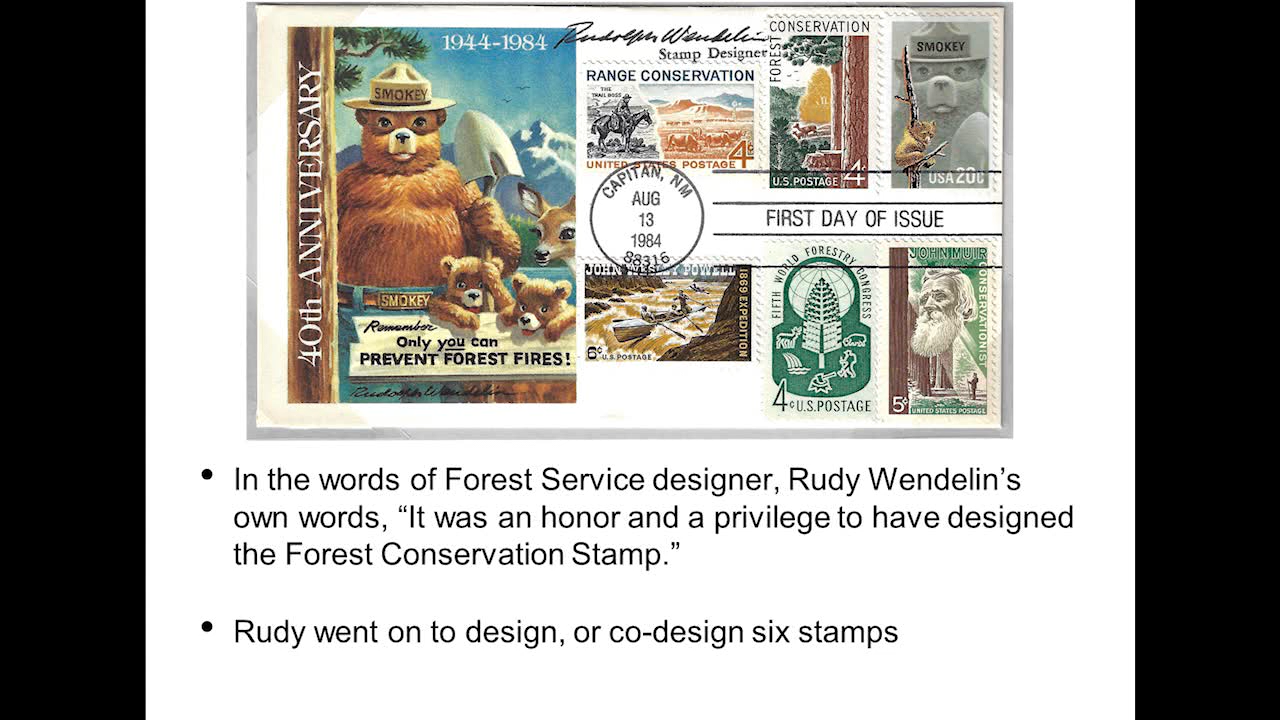 40th ANNIVERSARY
1944-1984
SMOKEY
SMOKEY
Remember
Only you can
PREVENT FOREST FIRES!
Rudolph Wendelin
Rudolph Wendelin
Stamp Designer
RANGE CONSERVATION
THE
TRAIL BOSS
4¢
UNITED STATES POSTAGE
FOREST CONSERVATION
U.S. POSTAGE 4¢
SMOKEY
USA 20c
CAPITAN, NM
AUG
13
1984
88316
FIRST DAY OF ISSUE
JOHN WESLEY POWELL
1869 EXPEDITION
6¢ U.S. POSTAGE
FIFTH WORLD FORESTRY CONGRESS
4¢ U.S. POSTAGE
JOHN MUIR
CONSERVATIONIST
5¢ UNITED STATES POSTAGE
• In the words of Forest Service designer, Rudy Wendelin’s
own words, “It was an honor and a privilege to have designed
the Forest Conservation Stamp.”
• Rudy went on to design, or co-design six stamps